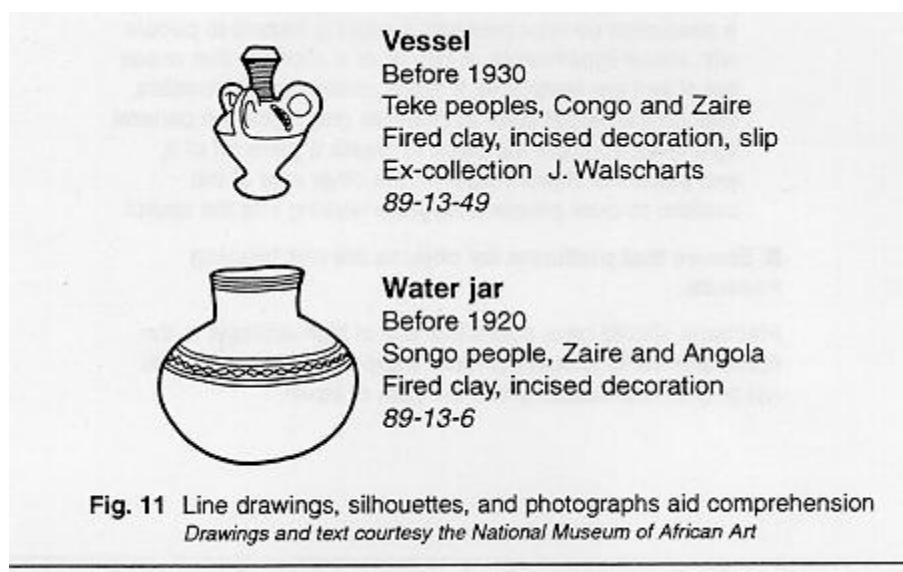 Vessel
Before 1930
Teke peoples, Congo and Zaire
Fired clay, incised decoration, slip
Ex-collection J. Walscharts
89-13-49
Water jar
Before 1920
Songo people, Zaire and Angola
Fired clay, incised decoration
89-13-6
Fig. 11 Line drawings, silhouettes, and photographs aid comprehension
Drawings and text courtesy the National Museum of African Art